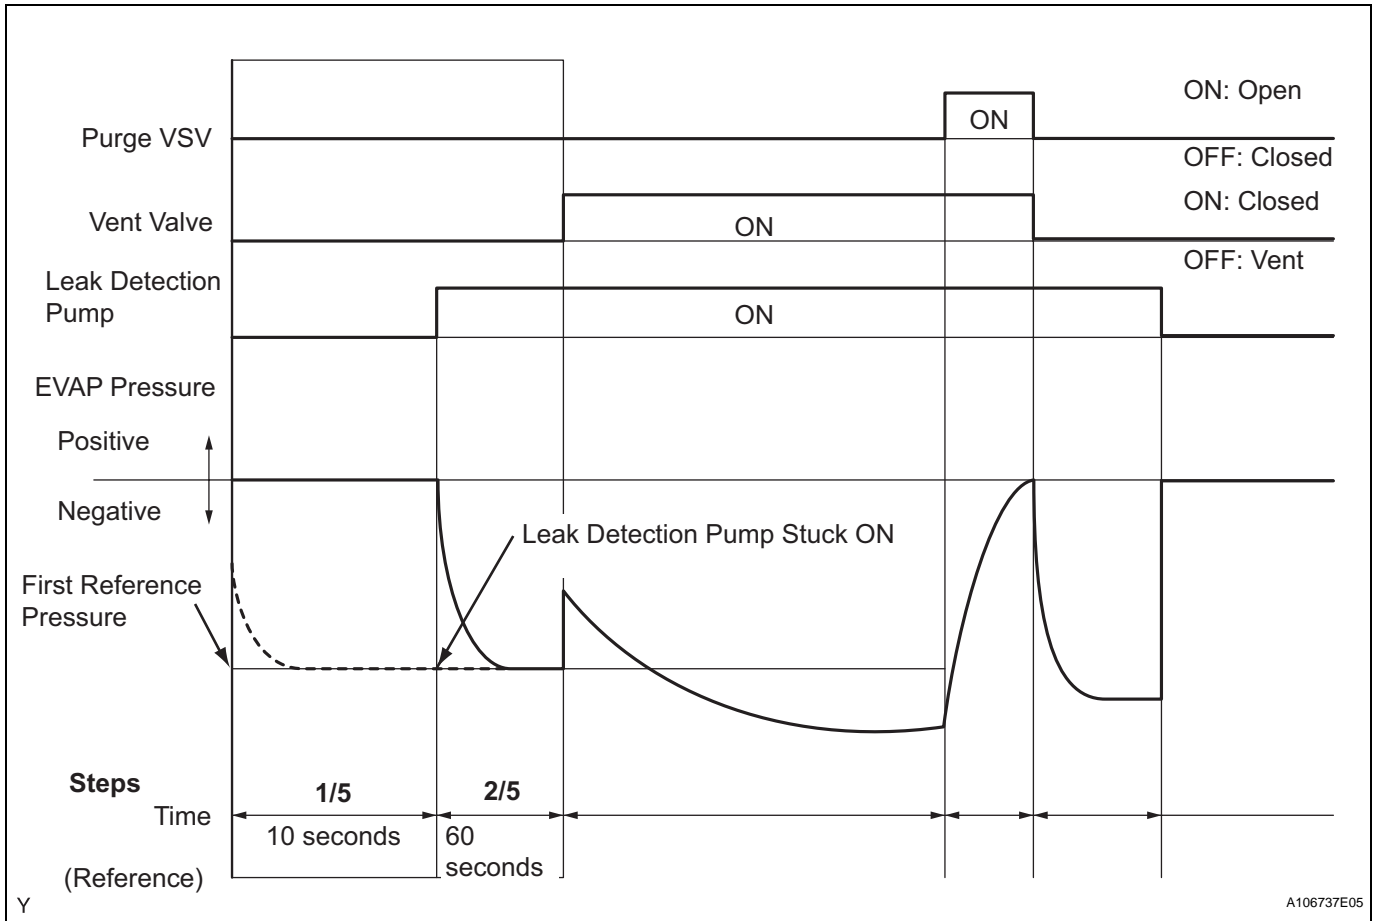 ON: Open
Purge VSV
ON
OFF: Closed
ON: Closed
Vent Valve
ON
OFF: Vent
Leak Detection
Pump
ON
EVAP Pressure
Positive
Negative
Leak Detection Pump Stuck ON
First Reference
Pressure
Steps
1/5
2/5
Time
10 seconds
60
seconds
(Reference)
Y
A106737E05